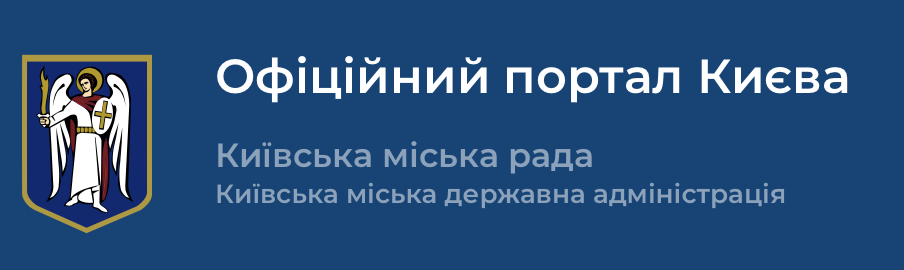 Офіційний портал Києва
Київська міська рада
Київська міська державна адміністрація